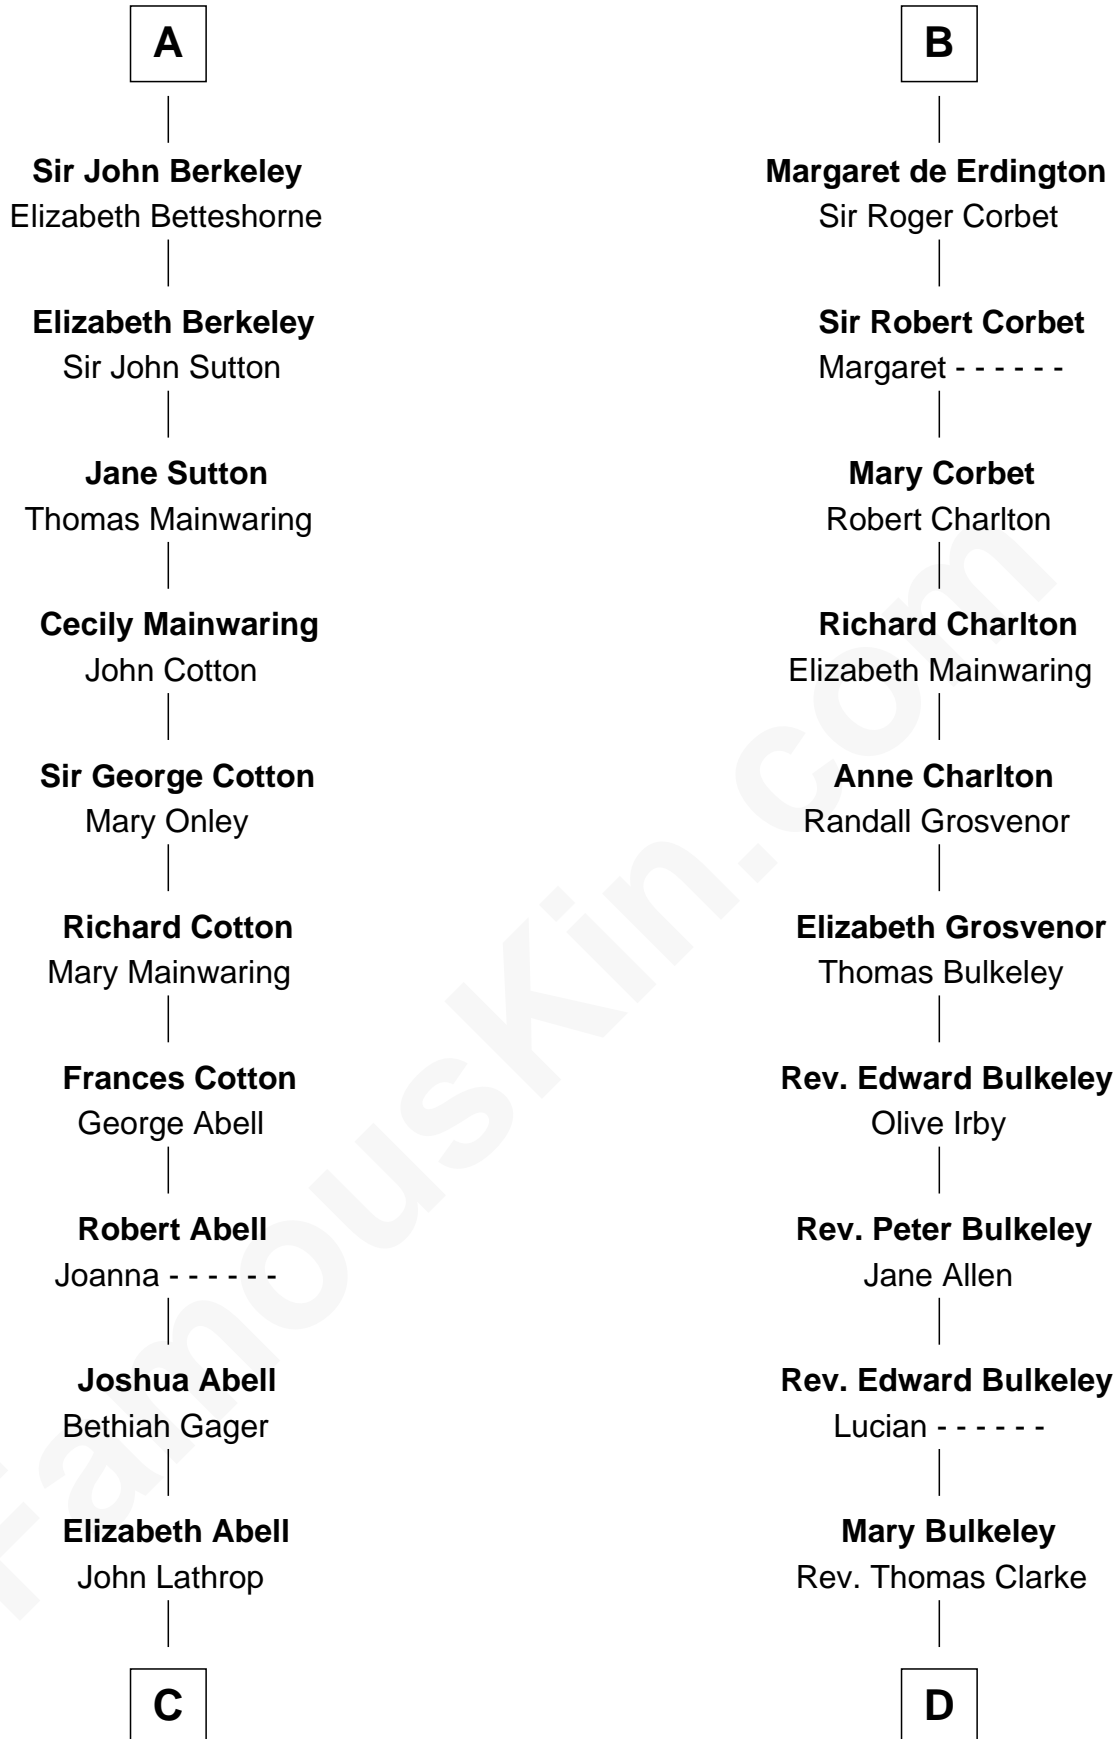 A
Sir John Berkeley
Elizabeth Betteshorne
Elizabeth Berkeley
Sir John Sutton
Jane Sutton
Thomas Mainwaring
Cecily Mainwaring
John Cotton
Sir George Cotton
Mary Onley
Richard Cotton
Mary Mainwaring
Frances Cotton
George Abell
Robert Abell
Joanna - - - - - -
Joshua Abell
Bethiah Gager
Elizabeth Abell
John Lathrop
C
B
Margaret de Erdington
Sir Roger Corbet
Sir Robert Corbet
Margaret - - - - - -
Mary Corbet
Robert Charlton
Richard Charlton
Elizabeth Mainwaring
Anne Charlton
Randall Grosvenor
Elizabeth Grosvenor
Thomas Bulkeley
Rev. Edward Bulkeley
Olive Irby
Rev. Peter Bulkeley
Jane Allen
Rev. Edward Bulkeley
Lucian - - - - - -
Mary Bulkeley
Rev. Thomas Clarke
D
FamousKin.com